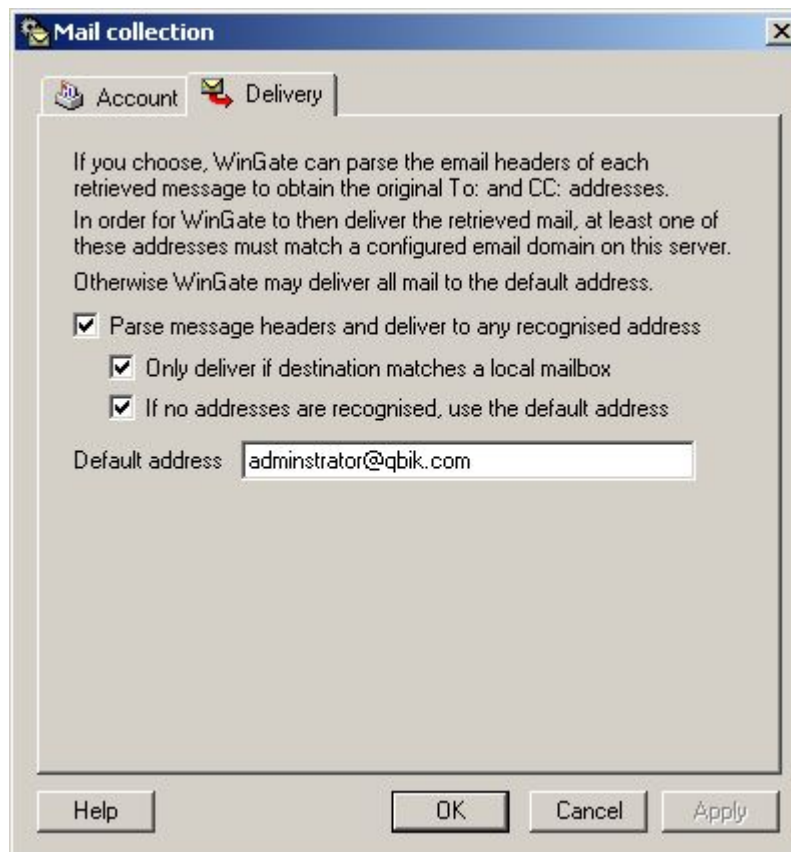 Mail collection
Account
Delivery
If you choose, WinGate can parse the email headers of each
retrieved message to obtain the original To: and CC: addresses.
In order for WinGate to then deliver the retrieved mail, at least one of
these addresses must match a configured email domain on this server.
Otherwise WinGate may deliver all mail to the default address.
Parse message headers and deliver to any recognised address
Only deliver if destination matches a local mailbox
If no addresses are recognised, use the default address
Default address adminstrator@qbik.com
Help OK Cancel Apply